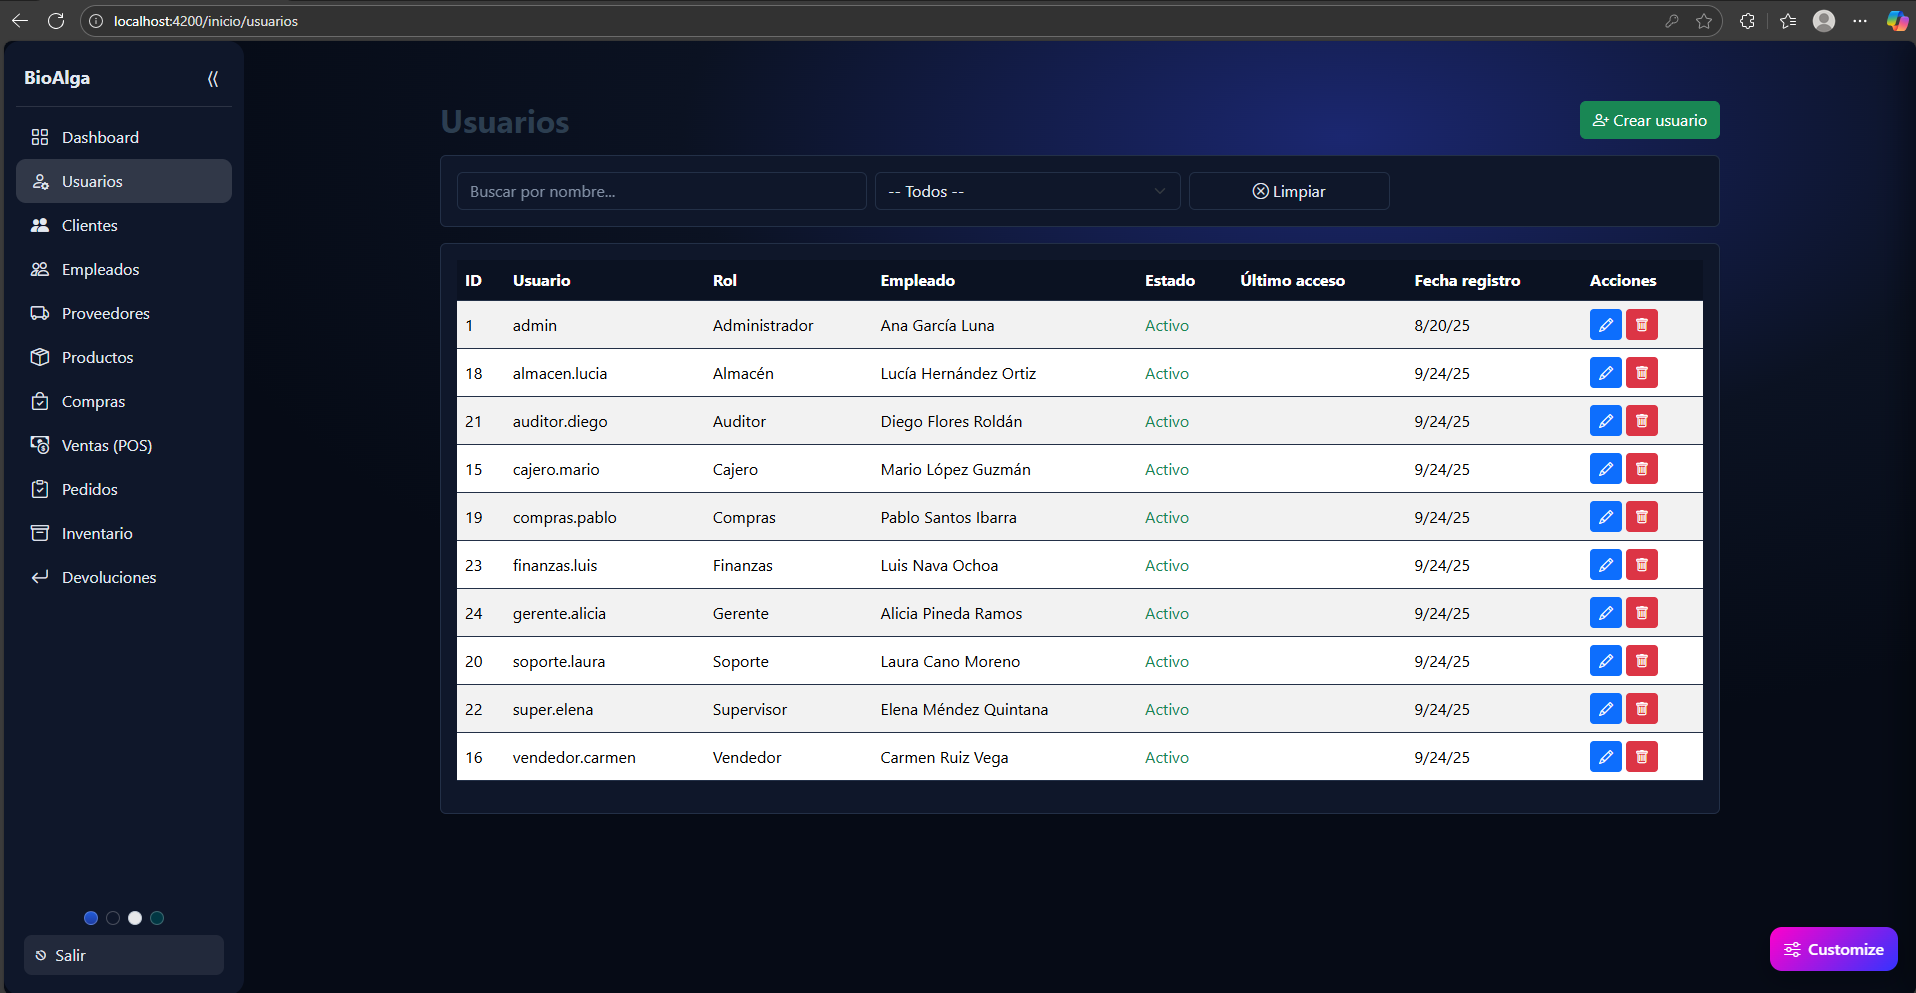 localhost:4200/inicio/usuarios
BioAlga
Dashboard
Usuarios
Clientes
Empleados
Proveedores
Productos
Compras
Ventas (POS)
Pedidos
Inventario
Devoluciones
Salir
Usuarios
Crear usuario
Buscar por nombre...
-- Todos --
Limpiar
ID Usuario Rol Empleado Estado Último acceso Fecha registro Acciones
1 admin Administrador Ana García Luna Activo 8/20/25
18 almacen.lucia Almacén Lucía Hernández Ortiz Activo 9/24/25
21 auditor.diego Auditor Diego Flores Roldán Activo 9/24/25
15 cajero.mario Cajero Mario López Guzmán Activo 9/24/25
19 compras.pablo Compras Pablo Santos Ibarra Activo 9/24/25
23 finanzas.luis Finanzas Luis Nava Ochoa Activo 9/24/25
24 gerente.alicia Gerente Alicia Pineda Ramos Activo 9/24/25
20 soporte.laura Soporte Laura Cano Moreno Activo 9/24/25
22 super.elena Supervisor Elena Méndez Quintana Activo 9/24/25
16 vendedor.carmen Vendedor Carmen Ruiz Vega Activo 9/24/25
Customize